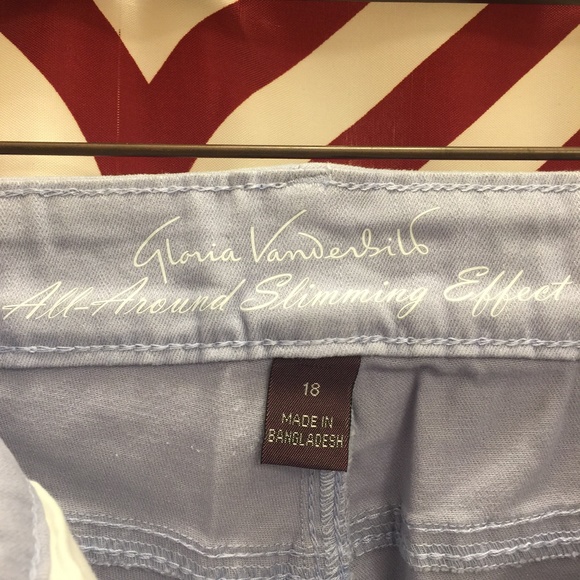 Gloria Vanderbilt
All-Around Slimming Effect
18
MADE IN
BANGLADESH